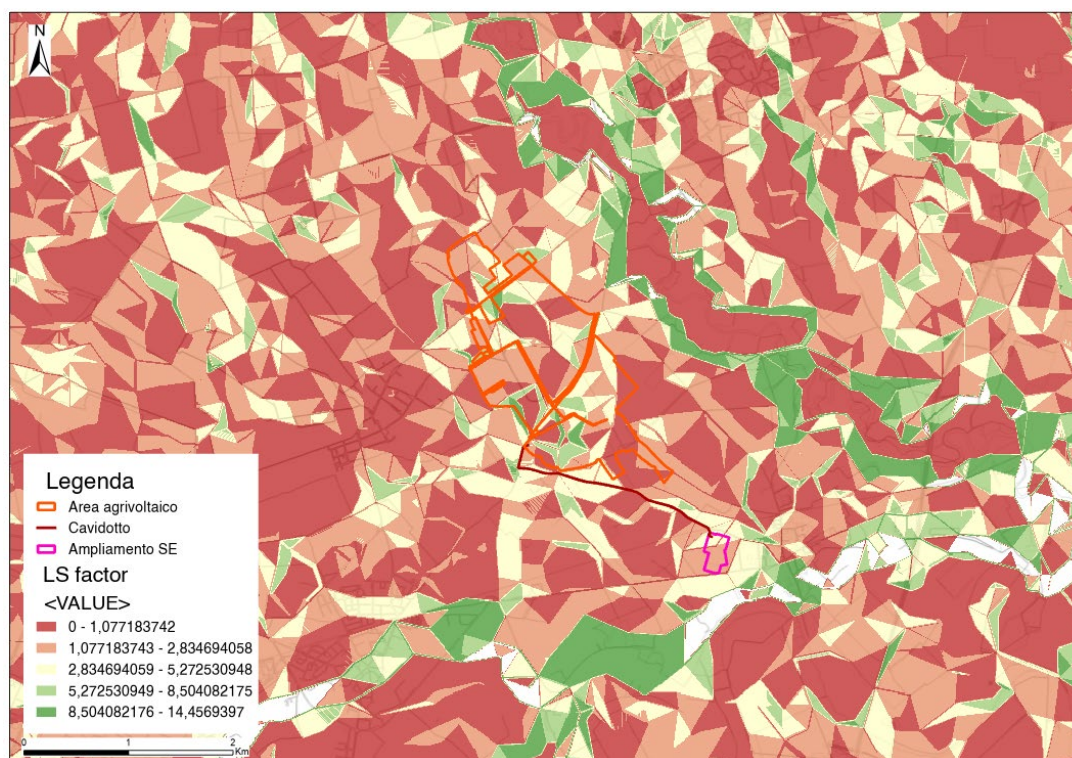 N
Legenda
Area agrivoltaico
Cavidotto
Ampliamento SE
LS factor
<VALUE>
0 - 1,077183742
1,077183743 - 2,834694058
2,834694059 - 5,272530948
5,272530949 - 8,504082175
8,504082176 - 14,4569397
0 1 2
Km